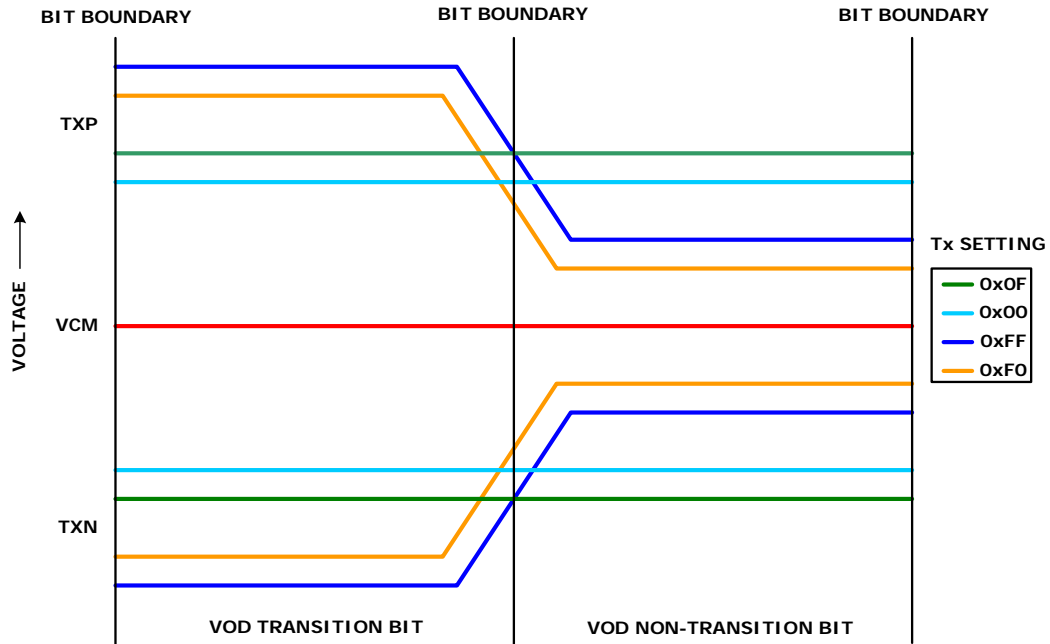 BIT BOUNDARY
BIT BOUNDARY
BIT BOUNDARY
TXP
VOLTAGE
VCM
TXN
Tx SETTING
0x0F
0x00
0xFF
0xF0
VOD TRANSITION BIT
VOD NON-TRANSITION BIT